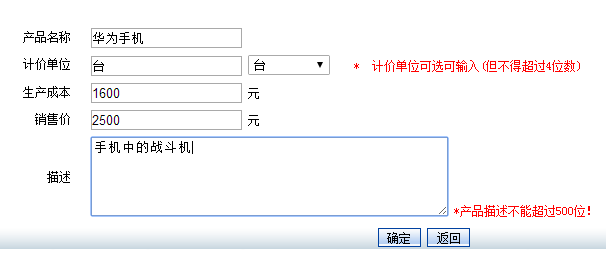 产品名称 华为手机
计价单位 台 台 * 计价单位可选可输入(但不得超过4位数)
生产成本 1600 元
销售价 2500 元
描述 手机中的战斗机
*产品描述不能超过500位!
确定 返回